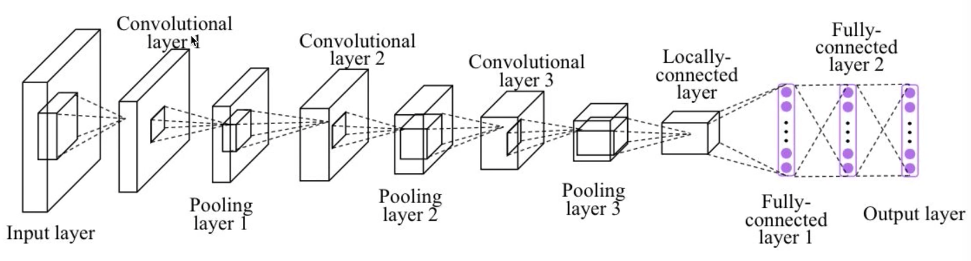 Convolutional
layer 1
Convolutional
layer 2
Convolutional
layer 3
Locally-
connected
layer
Fully-
connected
layer 2
Input layer
Pooling
layer 1
Pooling
layer 2
Pooling
layer 3
Fully-
connected
layer 1
Output layer